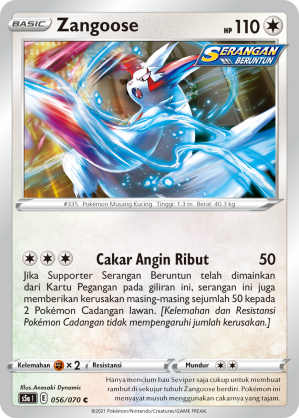 BASIC Zangoose HP 110
SERANGAN BERUNTUN
#335 Pokémon Musang Kucing Tinggi: 1.3 m Berat: 40.3 kg
Cakar Angin Ribut 50
Jika Supporter Serangan Beruntun telah dimainkan
dari Kartu Pegangan pada giliran ini, serangan ini juga
memberikan kerusakan masing-masing sejumlah 50 kepada
2 Pokémon Cadangan lawan. [Kelemahan dan Resistansi
Pokémon Cadangan tidak mempengaruhi jumlah kerusakan.]
Kelemahan ×2 Resistansi Mundur
Illus. Anesaki Dynamic
s5a I E 056/070 C
Hanya mencium bau Seviper saja cukup untuk membuat
rambut di sekujur tubuh Zangoose berdiri. Zangoose
melawan musuhnya menggunakan cakarnya yang tajam.
©2021 Pokémon/Nintendo/Creatures/GAME FREAK